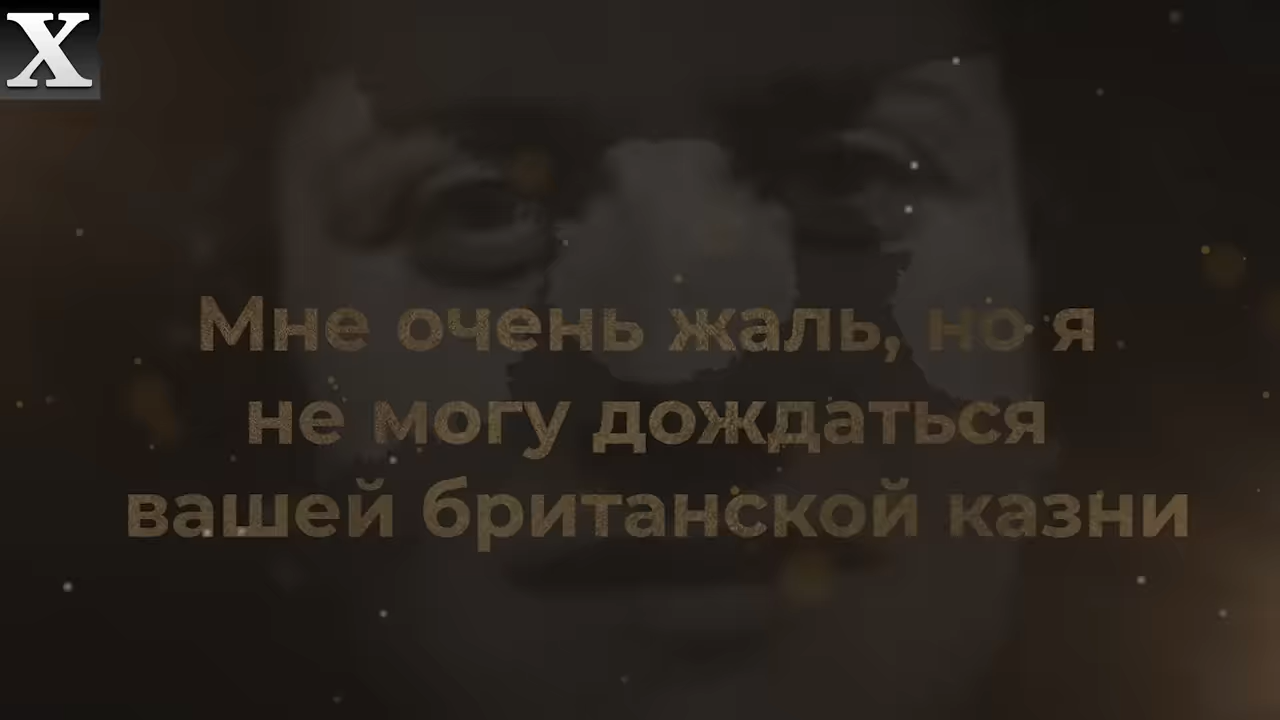 X
Мне очень жаль, но я
не могу дождаться
вашей британской казни